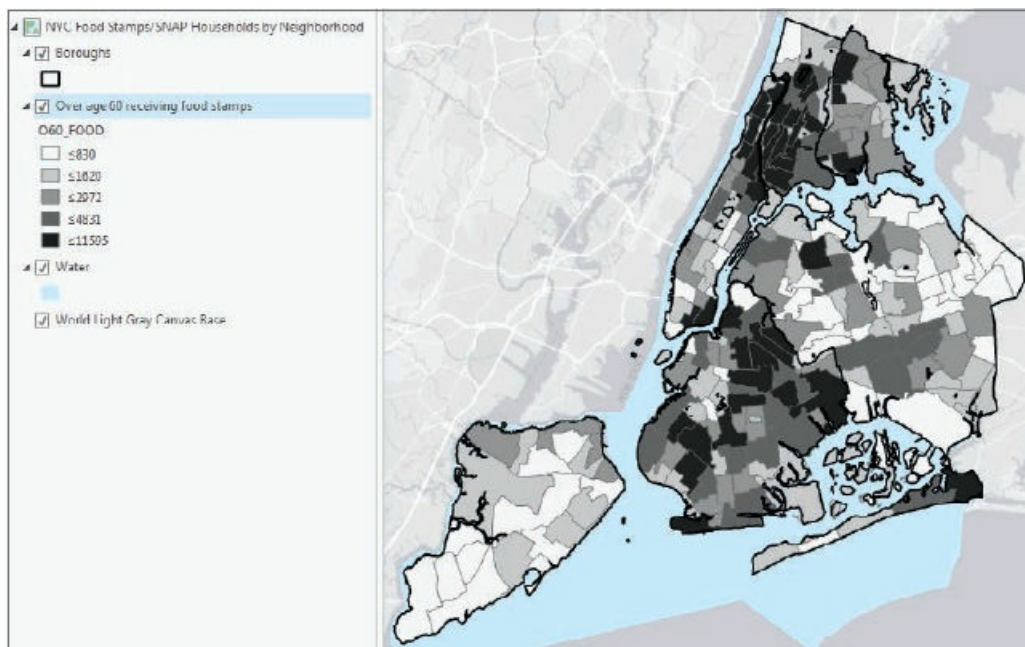 NYC Food Stamps/SNAP Households by Neighborhood
Boroughs
Over age 60 receiving food stamps
O60_FOOD
≤830
≤1620
≤2972
≤4831
≤11595
Water
World Light Gray Canvas Base